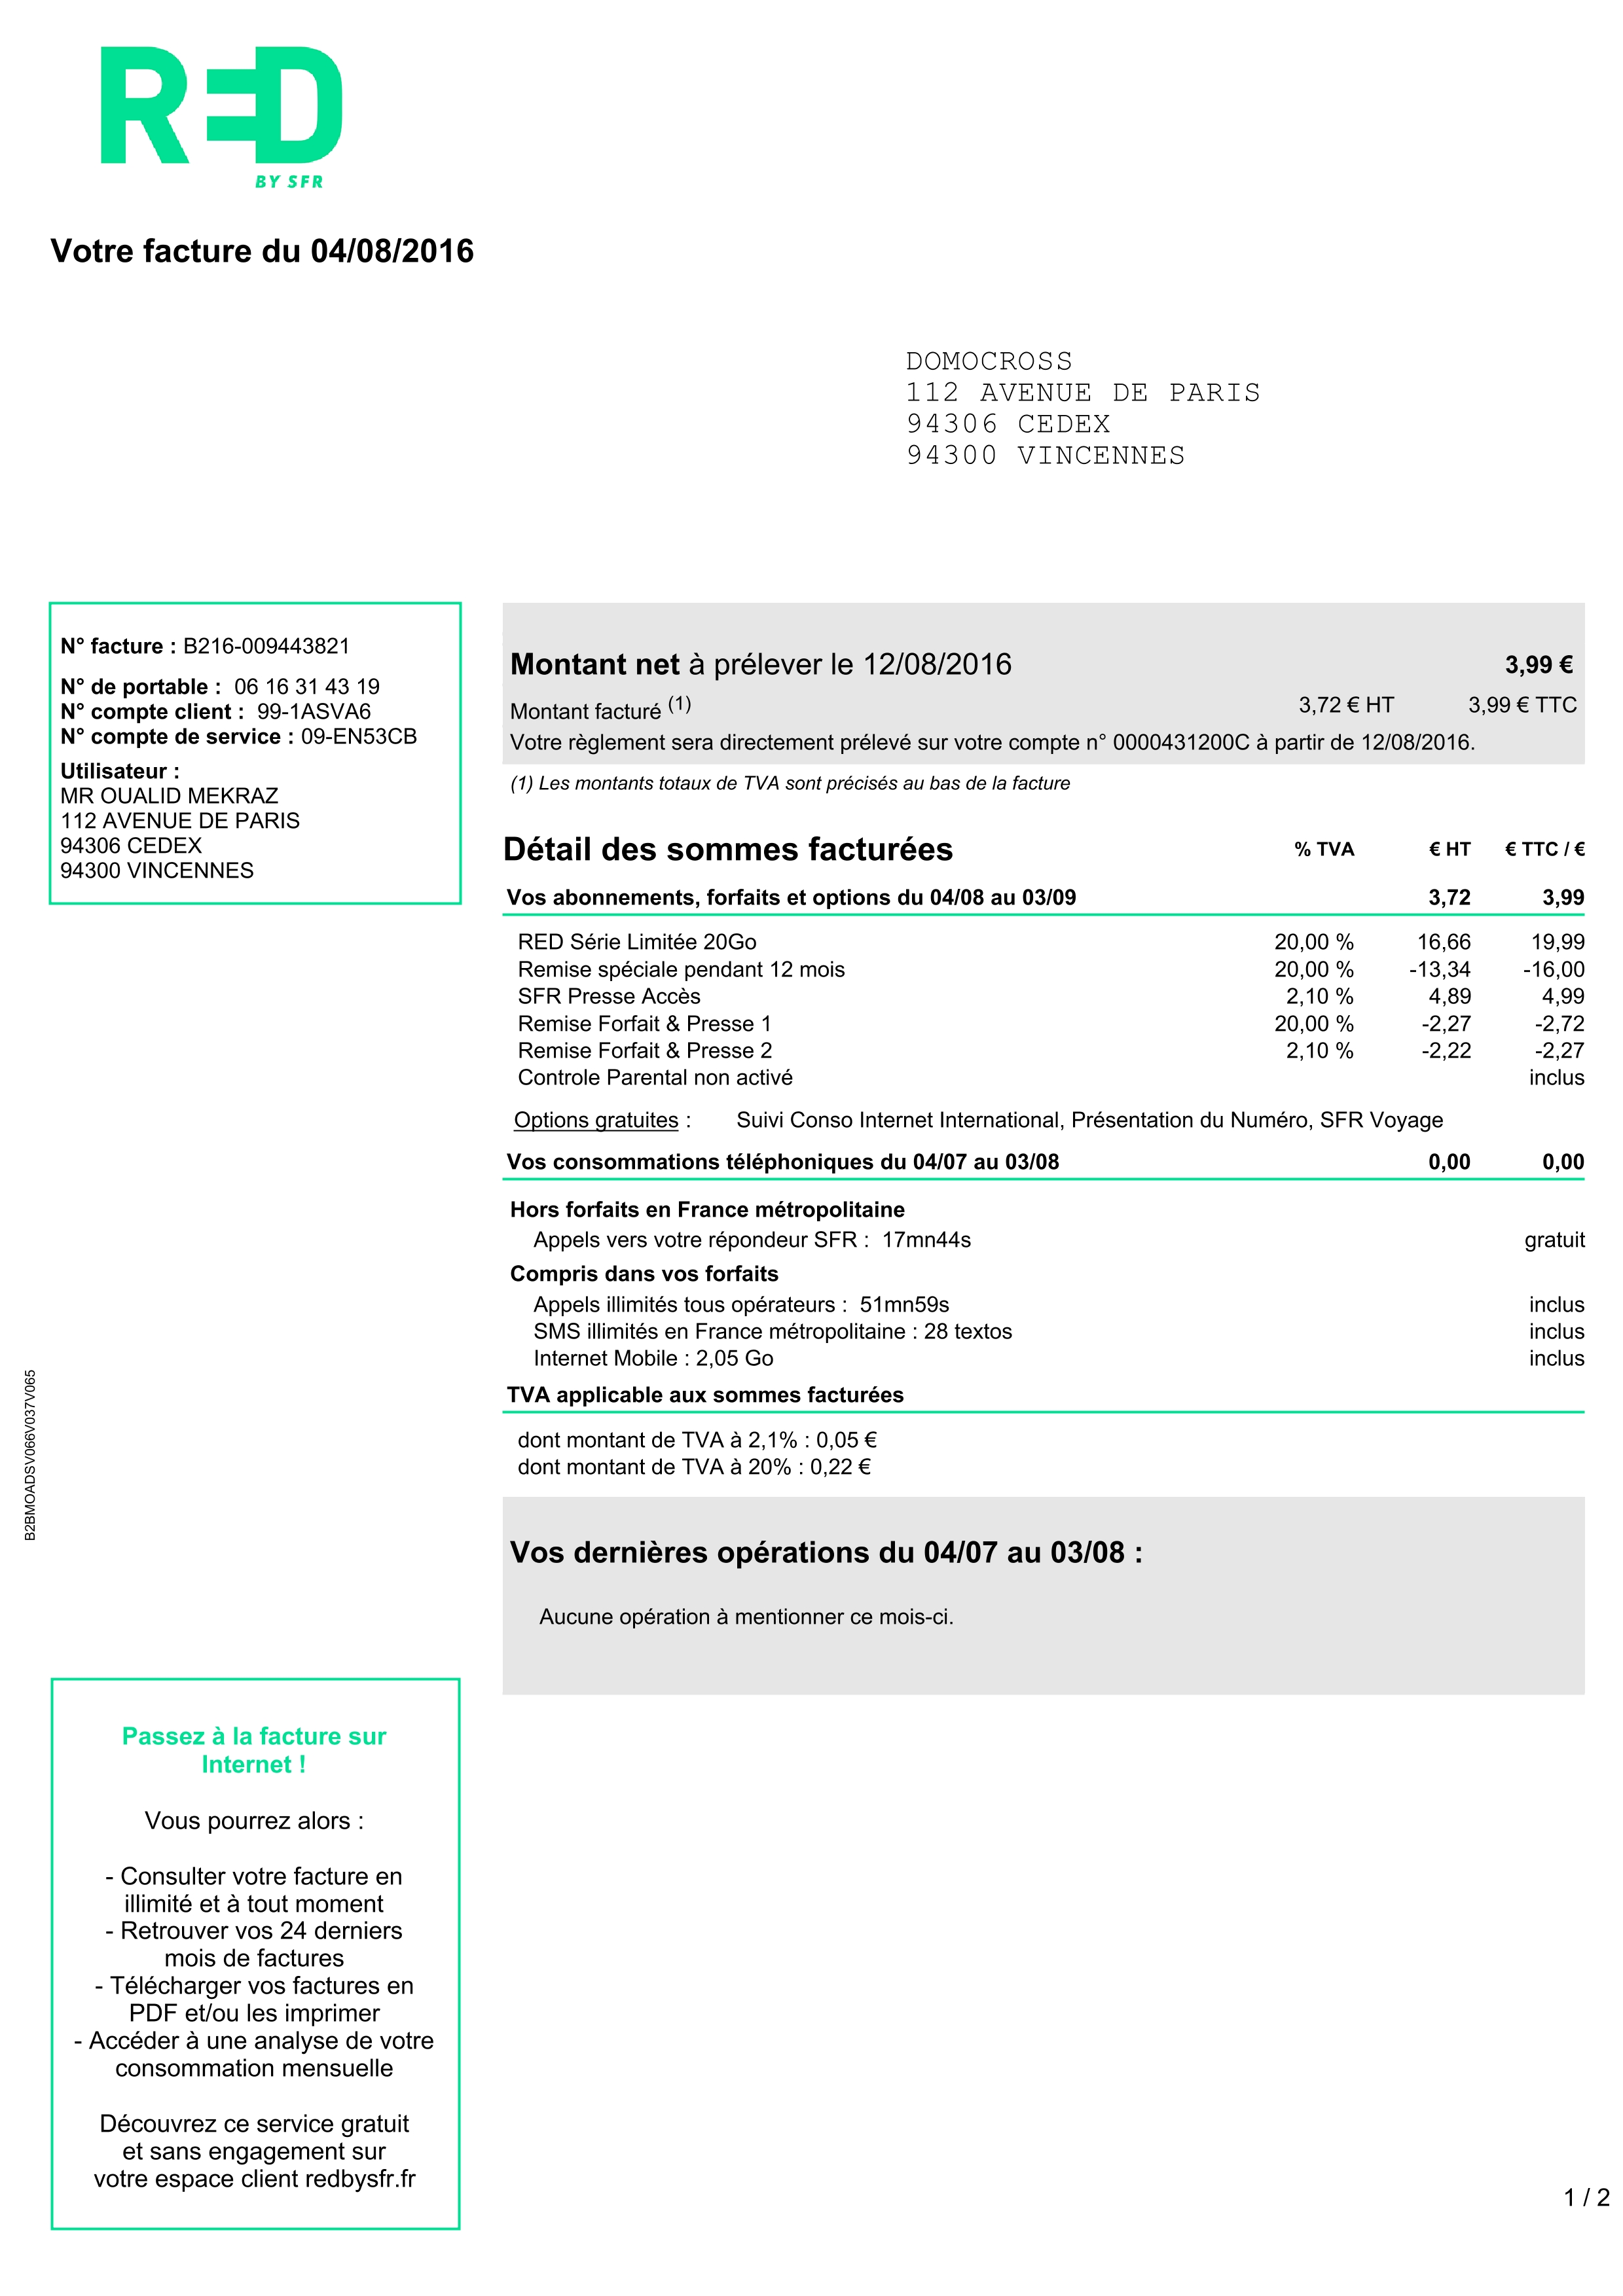 RED
BY SFR
Votre facture du 04/08/2016
DOMOCROSS
112 AVENUE DE PARIS
94306 CEDEX
94300 VINCENNES
N° facture : B216-009443821
N° de portable : 06 16 31 43 19
N° compte client : 99-1ASVA6
N° compte de service : 09-EN53CB
Utilisateur :
MR OUALID MEKRAZ
112 AVENUE DE PARIS
94306 CEDEX
94300 VINCENNES
Montant net à prélever le 12/08/2016 3,99 €
Montant facturé (1) 3,72 € HT 3,99 € TTC
Votre règlement sera directement prélevé sur votre compte n° 0000431200C à partir de 12/08/2016.
(1) Les montants totaux de TVA sont précisés au bas de la facture
Détail des sommes facturées % TVA € HT € TTC / €
Vos abonnements, forfaits et options du 04/08 au 03/09 3,72 3,99
RED Série Limitée 20Go 20,00 % 16,66 19,99
Remise spéciale pendant 12 mois 20,00 % -13,34 -16,00
SFR Presse Accès 2,10 % 4,89 4,99
Remise Forfait & Presse 1 20,00 % -2,27 -2,72
Remise Forfait & Presse 2 2,10 % -2,22 -2,27
Controle Parental non activé inclus
Options gratuites : Suivi Conso Internet International, Présentation du Numéro, SFR Voyage
Vos consommations téléphoniques du 04/07 au 03/08 0,00 0,00
Hors forfaits en France métropolitaine
Appels vers votre répondeur SFR : 17mn44s gratuit
Compris dans vos forfaits
Appels illimités tous opérateurs : 51mn59s inclus
SMS illimités en France métropolitaine : 28 textos inclus
Internet Mobile : 2,05 Go inclus
TVA applicable aux sommes facturées
dont montant de TVA à 2,1% : 0,05 €
dont montant de TVA à 20% : 0,22 €
Vos dernières opérations du 04/07 au 03/08 :
Aucune opération à mentionner ce mois-ci.
B2BMOADSV066V037V065
Passez à la facture sur
Internet !
Vous pourrez alors :
- Consulter votre facture en
illimité et à tout moment
- Retrouver vos 24 derniers
mois de factures
- Télécharger vos factures en
PDF et/ou les imprimer
- Accéder à une analyse de votre
consommation mensuelle
Découvrez ce service gratuit
et sans engagement sur
votre espace client redbysfr.fr
1 / 2